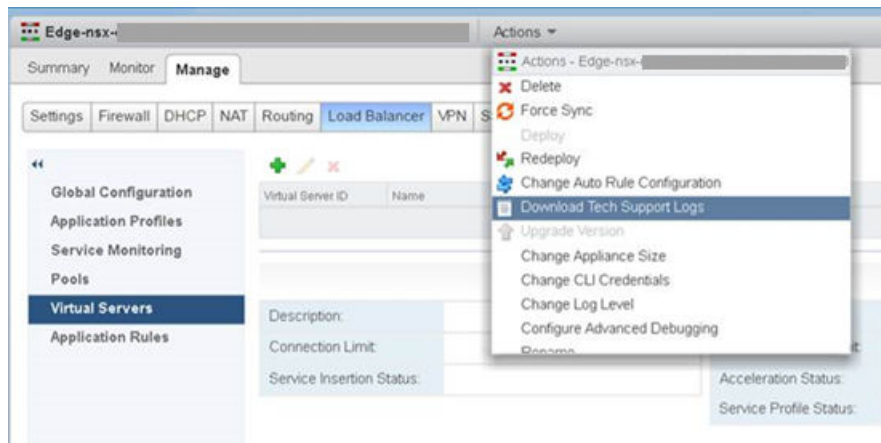 Edge-nsx-
Actions
Summary Monitor Manage
Actions - Edge-nsx-
Settings Firewall DHCP NAT Routing Load Balancer VPN
Delete
Force Sync
Deploy
Redeploy
Change Auto Rule Configuration
Download Tech Support Logs
Upgrade Version
Change Appliance Size
Change CLI Credentials
Change Log Level
Configure Advanced Debugging
Rename
Global Configuration
Application Profiles
Service Monitoring
Pools
Virtual Servers
Application Rules
Virtual Server ID Name
Description:
Connection Limit:
Service Insertion Status:
Acceleration Status:
Service Profile Status: